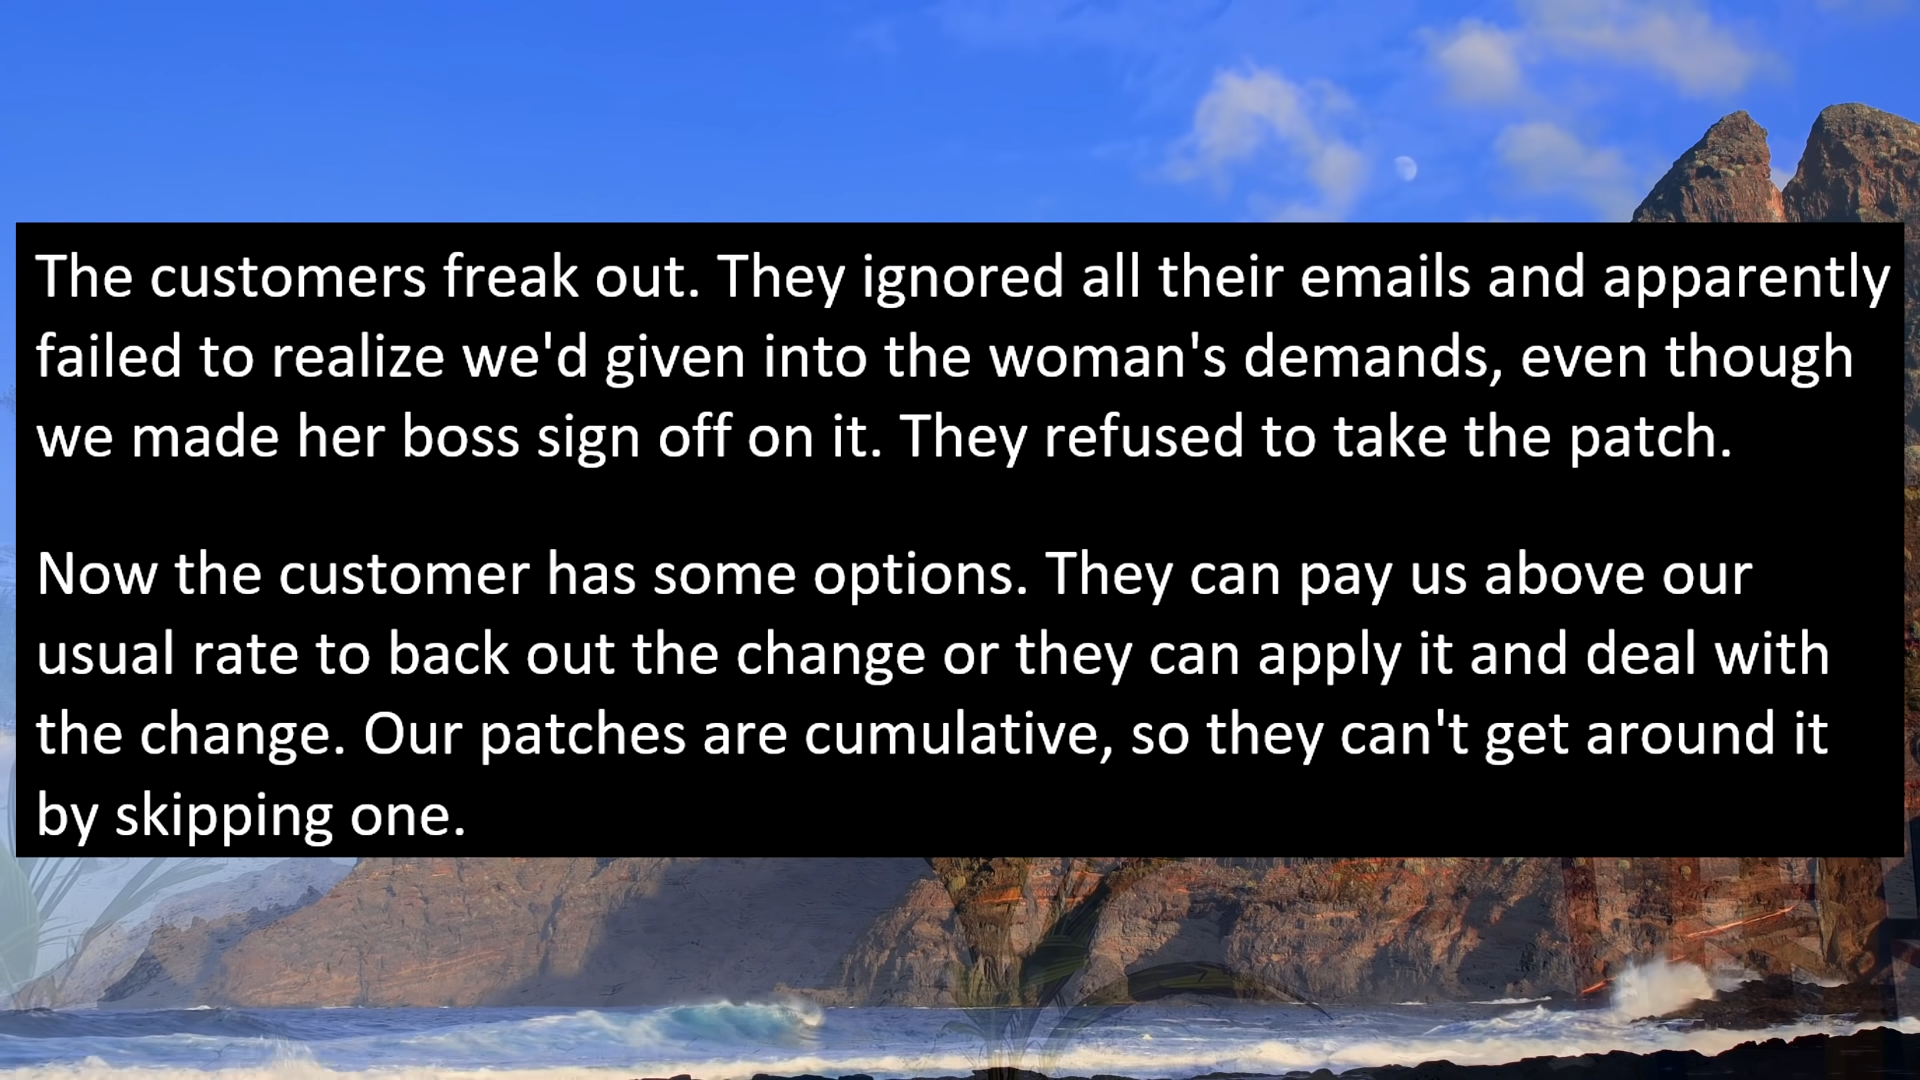 The customers freak out. They ignored all their emails and apparently
failed to realize we'd given into the woman's demands, even though
we made her boss sign off on it. They refused to take the patch.
Now the customer has some options. They can pay us above our
usual rate to back out the change or they can apply it and deal with
the change. Our patches are cumulative, so they can't get around it
by skipping one.